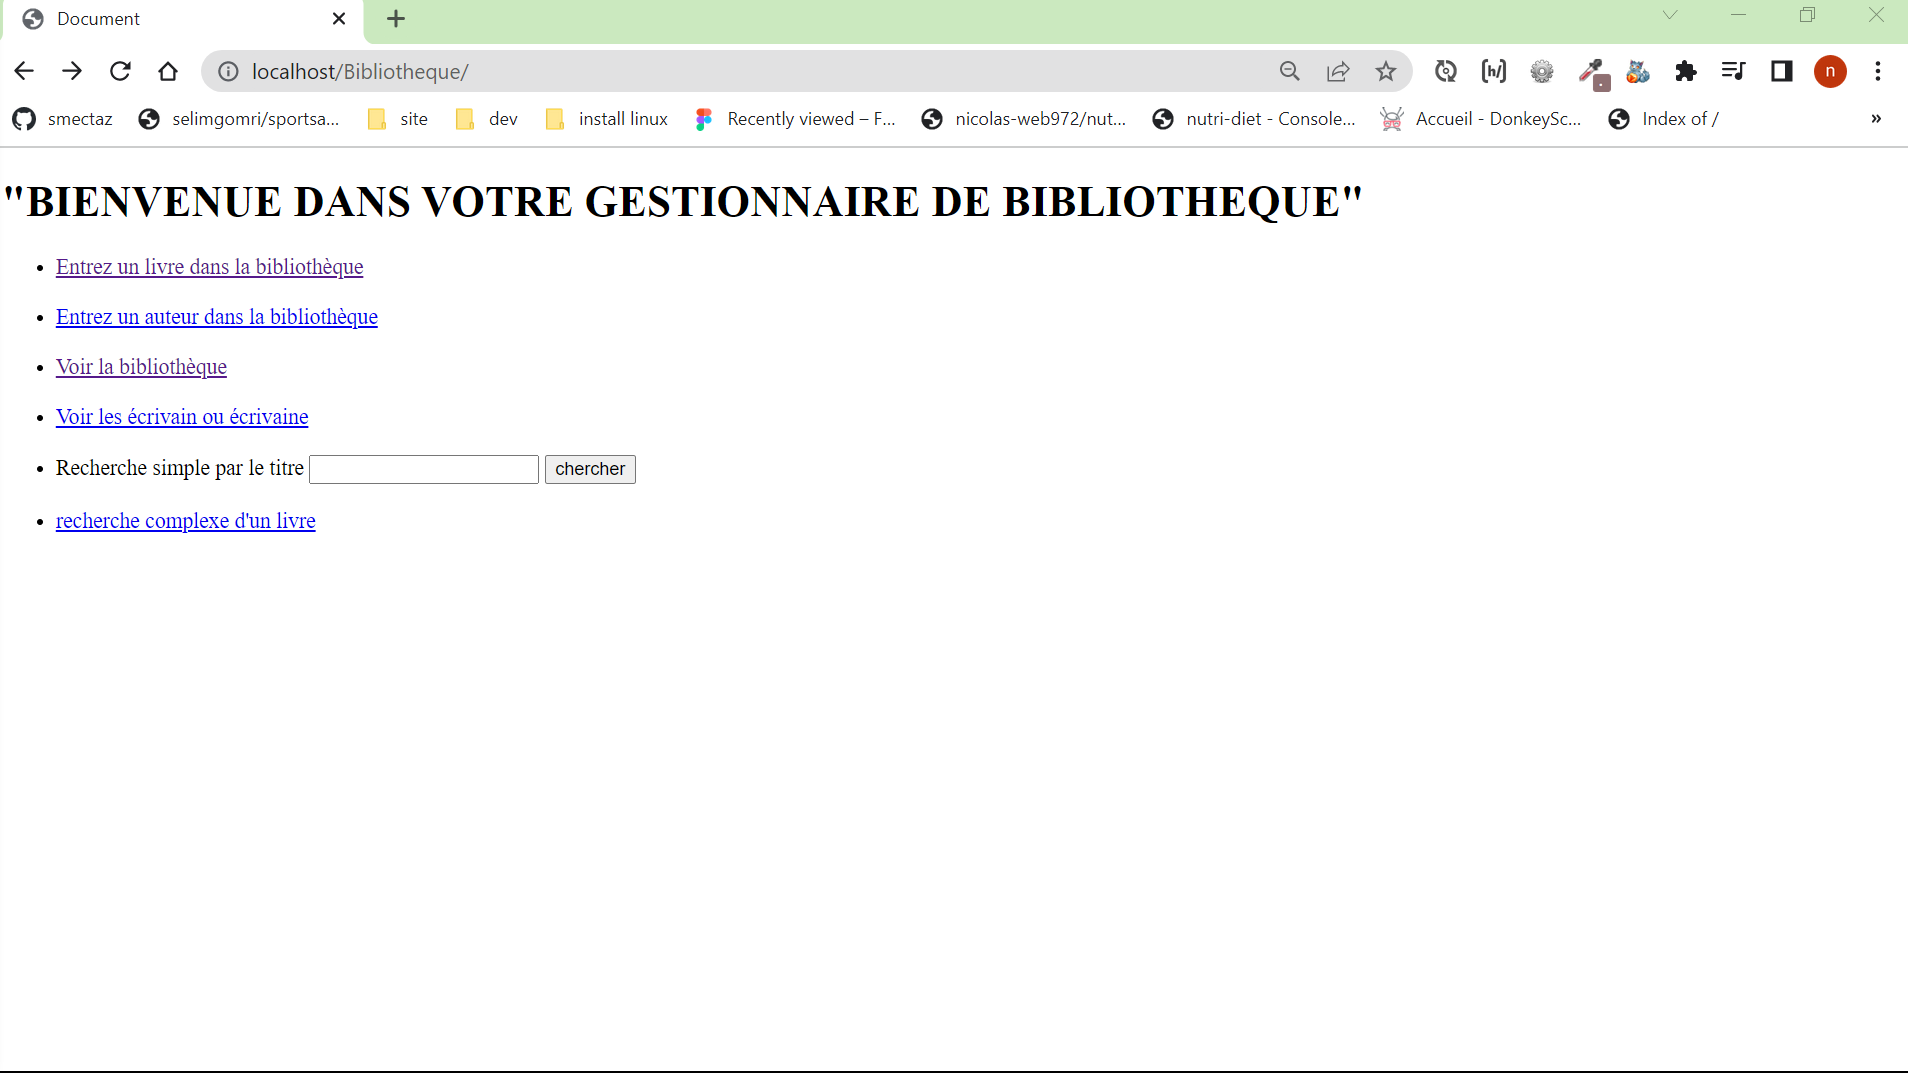 Document
localhost/Bibliotheque/
n
smectaz selimgomri/sportsa... site dev install linux Recently viewed – F... nicolas-web972/nut... nutri-diet - Console... Accueil - DonkeySc... Index of / »
"BIENVENUE DANS VOTRE GESTIONNAIRE DE BIBLIOTHEQUE"
• Entrez un livre dans la bibliothèque
• Entrez un auteur dans la bibliothèque
• Voir la bibliothèque
• Voir les écrivain ou écrivaine
• Recherche simple par le titre chercher
• recherche complexe d'un livre